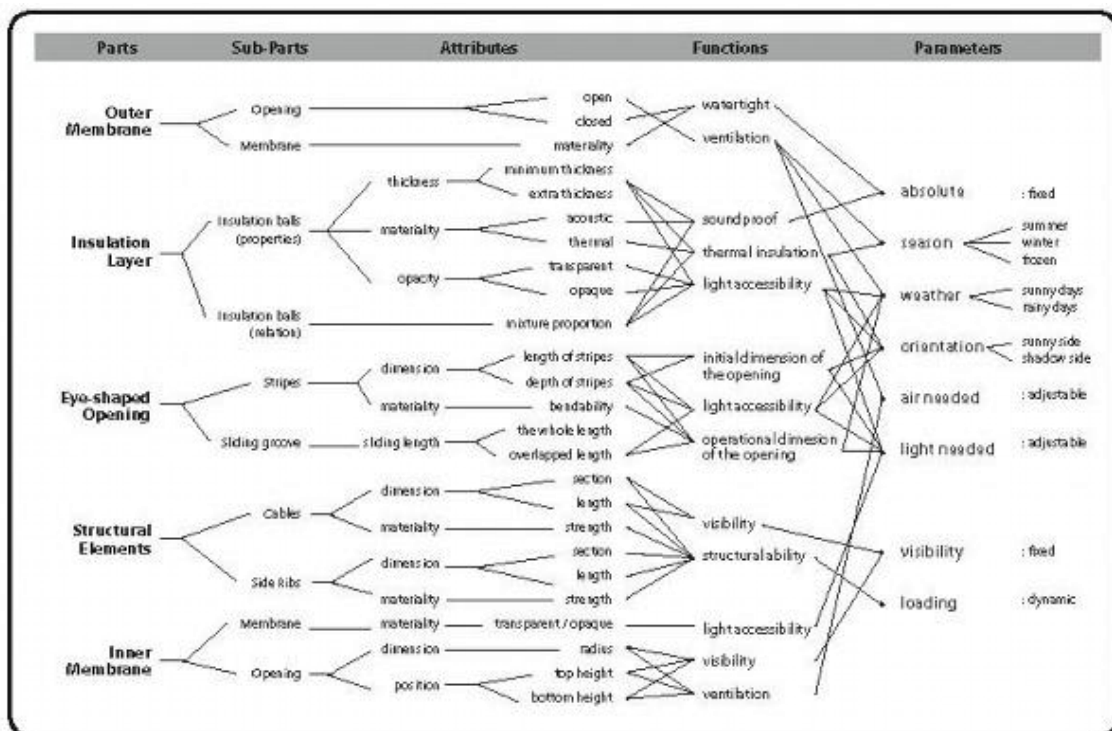 Parts Sub-Parts Attributes Functions Parameters
Outer
Membrane
Opening
open
closed
Membrane
materiality
watertight
ventilation
Insulation
Layer
Insulation balls
(properties)
thickness
minimum thickness
extra thickness
materiality
acoustic
thermal
opacity
transparent
opaque
Insulation balls
(relation)
mixture proportion
soundproof
thermal insulation
light accessibility
Eye-shaped
Opening
Stripes
dimension
length of stripes
depth of stripes
materiality
bendability
Sliding groove
sliding length
the whole length
overlapped length
initial dimension of
the opening
light accessibility
operational dimesion
of the opening
Structural
Elements
Cables
dimension
section
length
materiality
strength
Side Ribs
dimension
section
length
materiality
strength
visibility
structural ability
Inner
Membrane
Membrane
materiality
transparent / opaque
Opening
dimension
radius
position
top height
bottom height
light accessibility
visibility
ventilation
absolute : fixed
season
summer
winter
frozen
weather
sunny days
rainy days
orientation
sunny side
shadow side
air needed : adjustable
light needed : adjustable
visibility : fixed
loading : dynamic